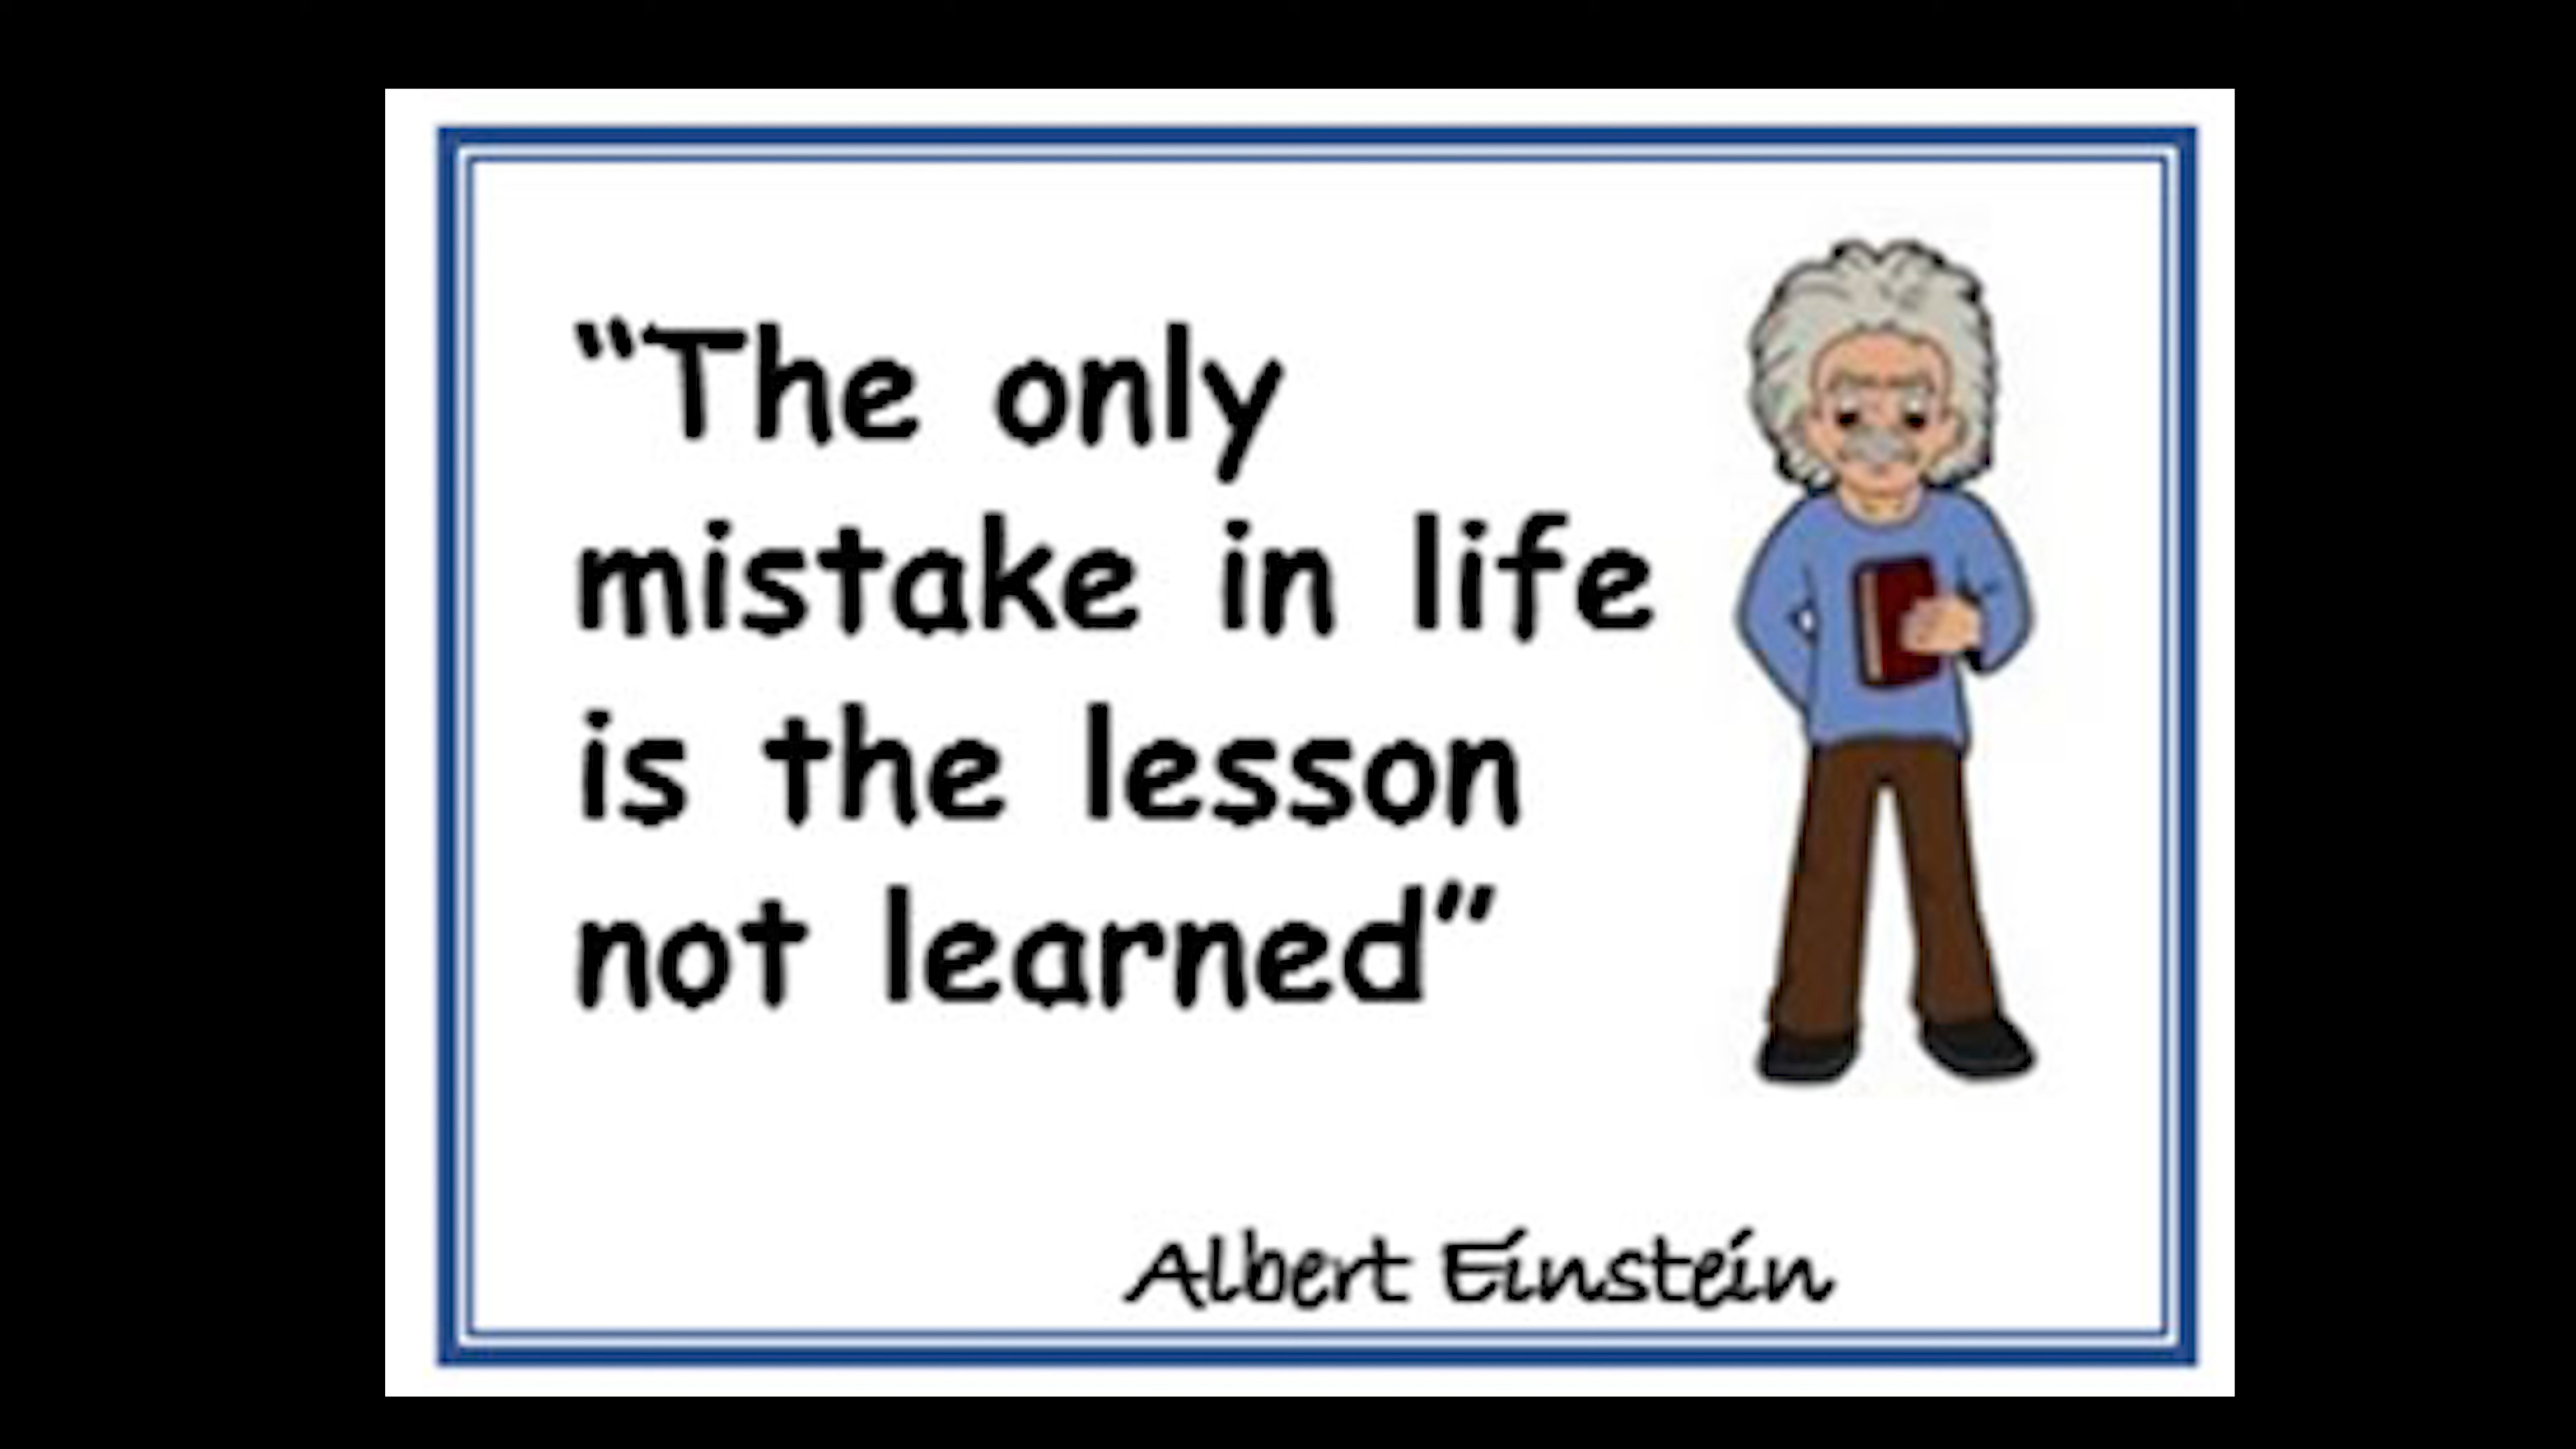 “The only
mistake in life
is the lesson
not learned”
Albert Einstein